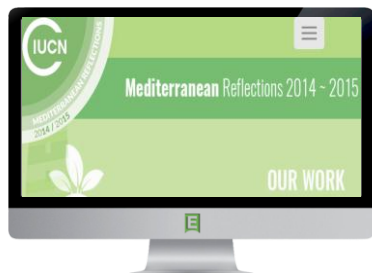 IUCN
MEDITERRANEAN REFLECTIONS
2014 / 2015
Mediterranean Reflections 2014 ~ 2015
OUR WORK
E